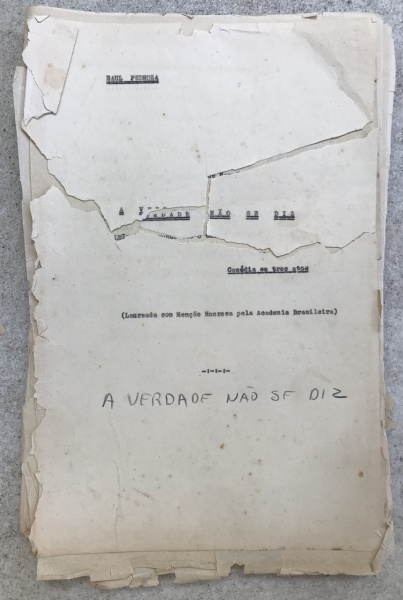 RAUL PEDROZA
A VERDADE NÃO SE DIZ
Comédia em tres atos
(Laureada com Menção Honrosa pela Academia Brasileira)
-:-:-:-
A VERDADE NÃO SE DIZ